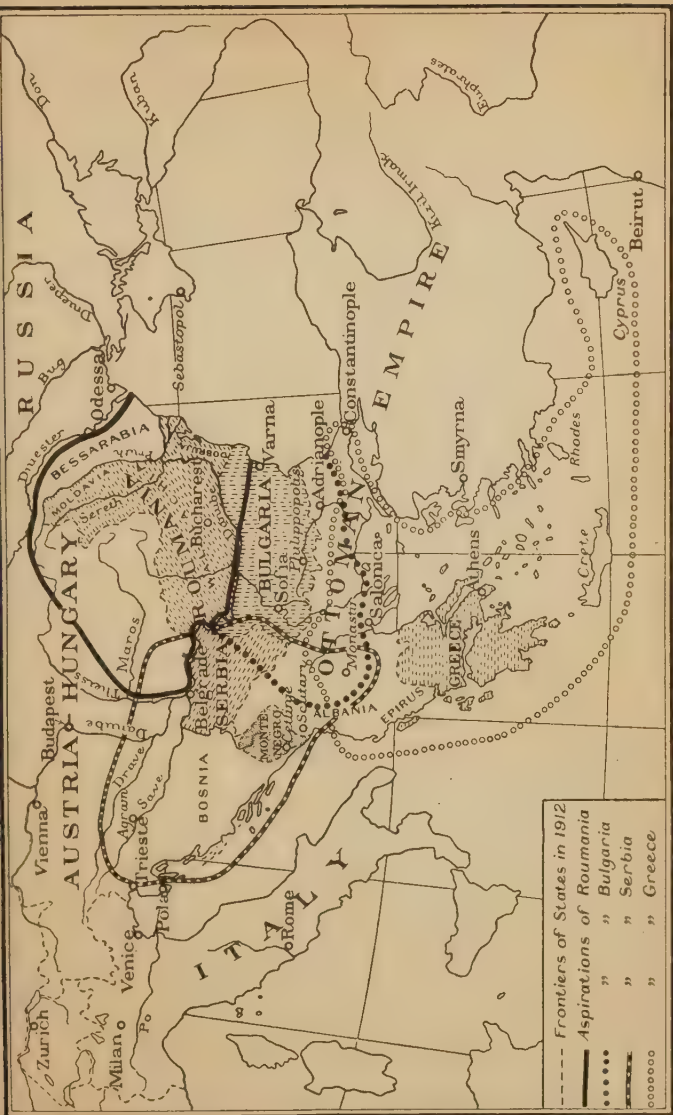 RUSSIA
Don
Kuban
Dnieper
Bug
Dniester
Odessa
Sebastopol
BESSARABIA
Pruth
MOLDAVIA
Sereth
Vienna
Budapest
AUSTRIA-HUNGARY
Zurich
Milan
Venice
Trieste
Pola
Po
Agram
Drave
Save
Danube
Theiss
Maros
ROUMANIA
Bucharest
Belgrade
SERBIA
BOSNIA
MONTE
NEGRO
Scutary
ALBANIA
BULGARIA
Sofia
Varna
Philippopolis
Adrianople
Constantinople
OTTOMAN
EMPIRE
Monastir
Salonica
EPIRUS
GREECE
Athens
Smyrna
Rhodes
Crete
Cyprus
Beirut
Kizil Irmak
Euphrates
ITALY
Rome
Frontiers of States in 1912
Aspirations of Roumania
" " Bulgaria
" " Serbia
" " Greece